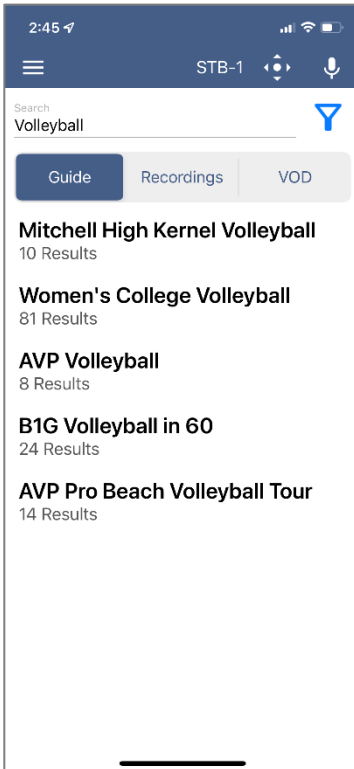 2:45
STB-1
Search
Volleyball
Guide Recordings VOD
Mitchell High Kernel Volleyball
10 Results
Women's College Volleyball
81 Results
AVP Volleyball
8 Results
B1G Volleyball in 60
24 Results
AVP Pro Beach Volleyball Tour
14 Results